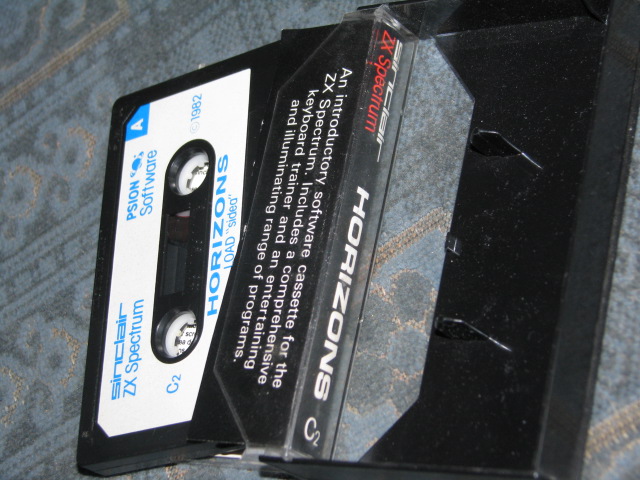 sinclair
ZX Spectrum
HORIZONS
C2
An introductory software cassette for the
ZX Spectrum. Includes a comprehensive
keyboard trainer and an entertaining
and illuminating range of programs.
HORIZONS
LOAD "sidea"
A
©1982
PSION
Software
sinclair
ZX Spectrum
C2